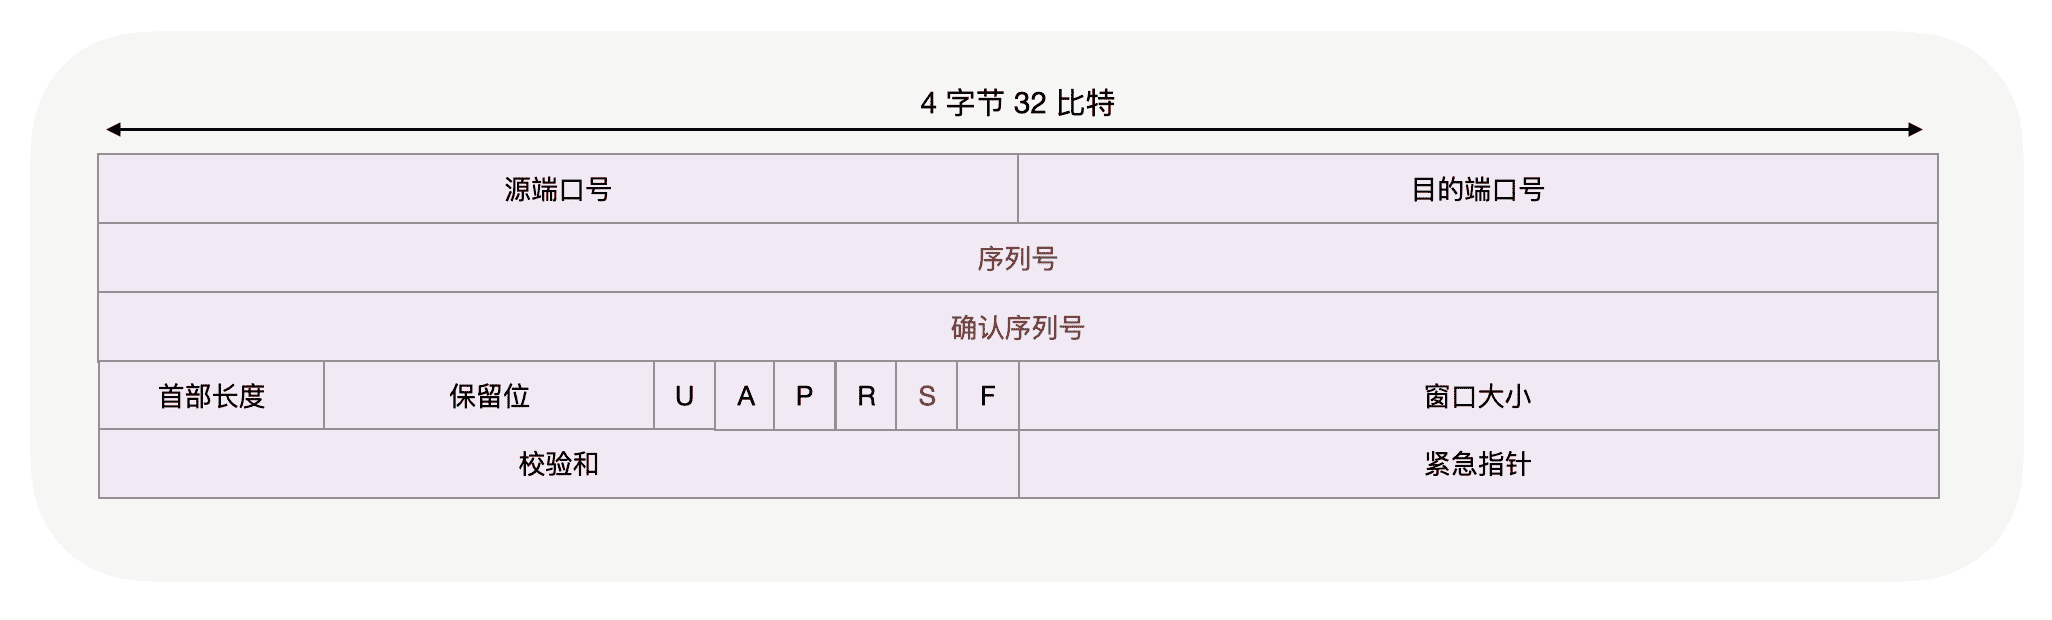 4 字节 32 比特
源端口号 目的端口号
序列号
确认序列号
首部长度 保留位 U A P R S F 窗口大小
校验和 紧急指针